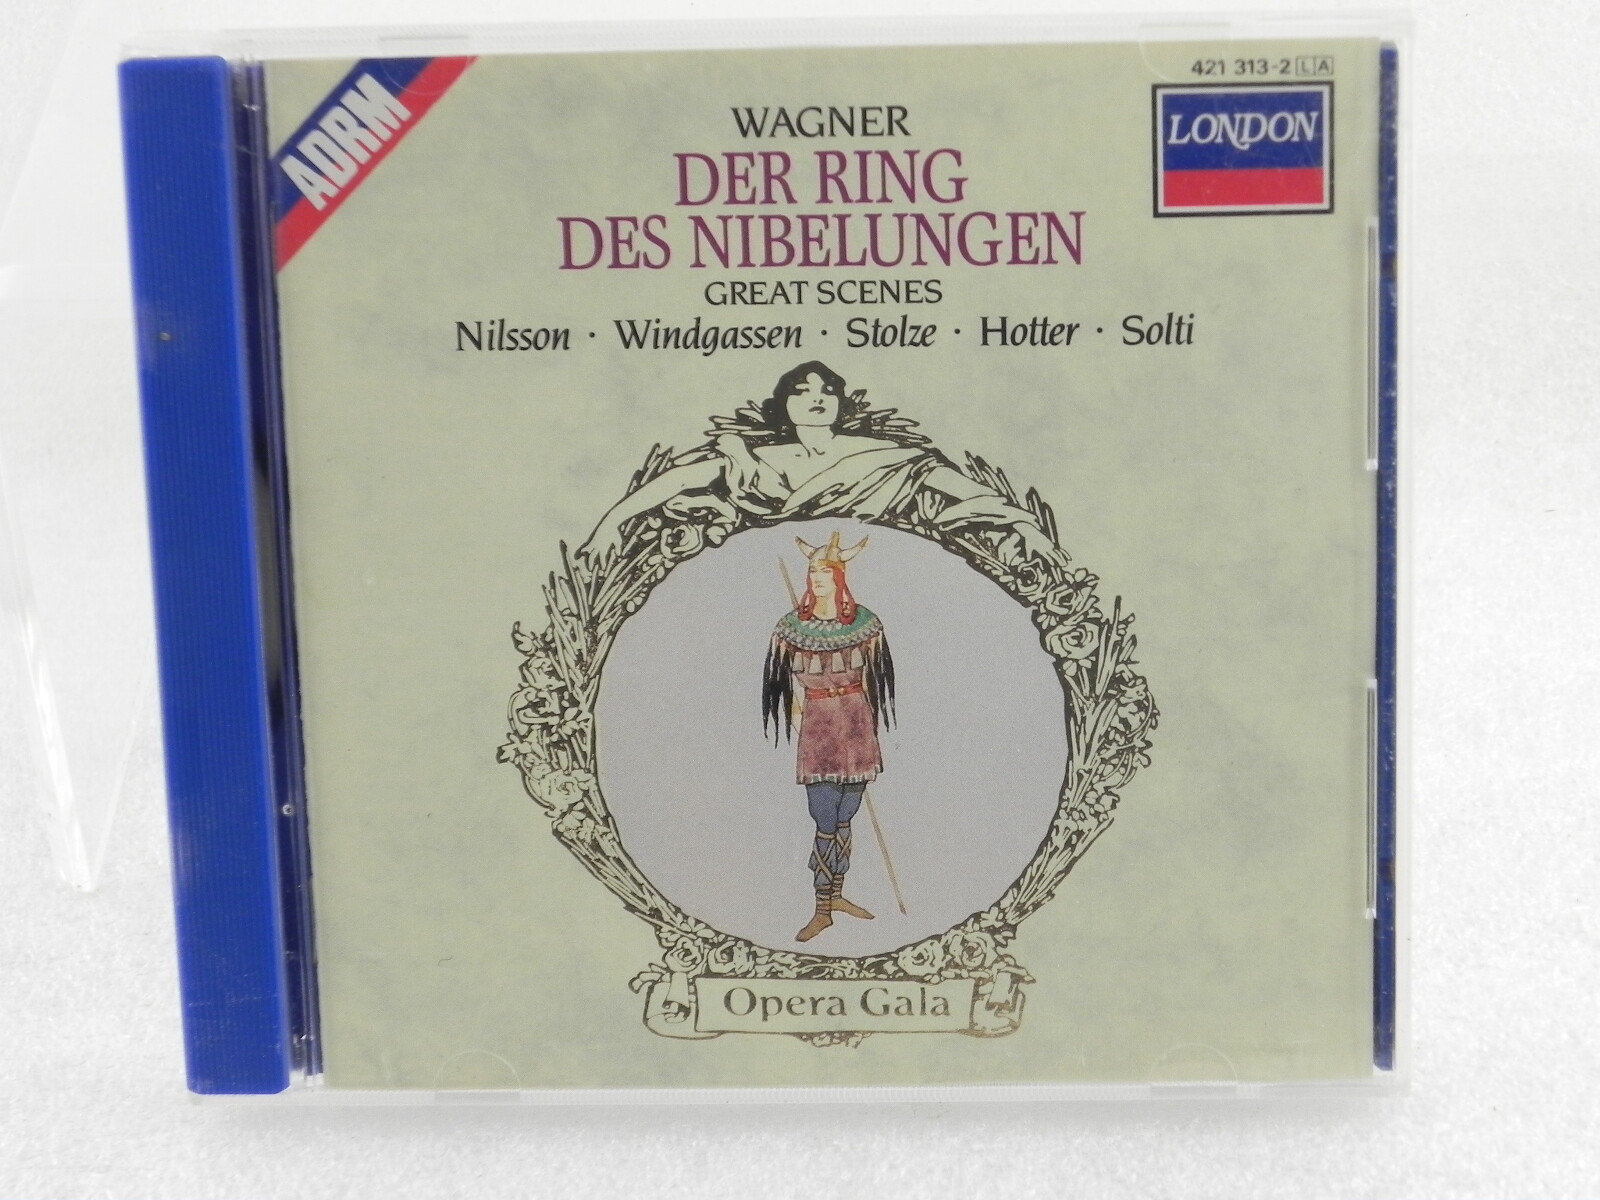 ADRM
421 313-2 LA
LONDON
WAGNER
DER RING
DES NIBELUNGEN
GREAT SCENES
Nilsson · Windgassen · Stolze · Hotter · Solti
Opera Gala